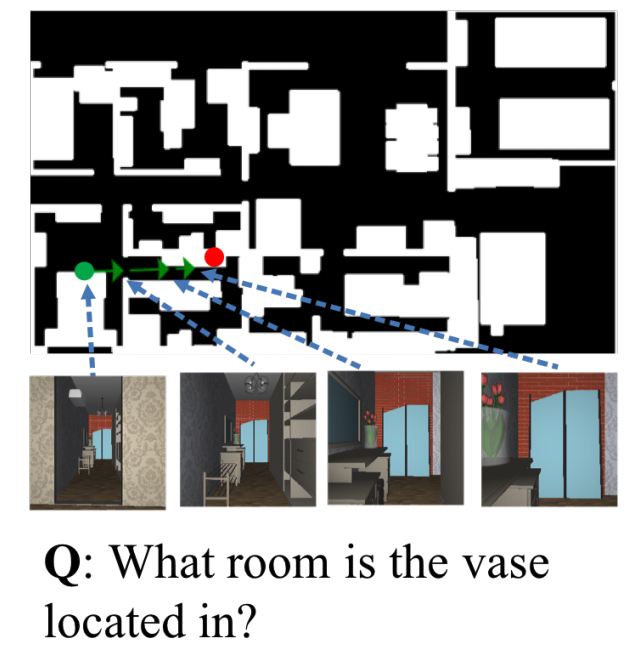 Q: What room is the vase
located in?